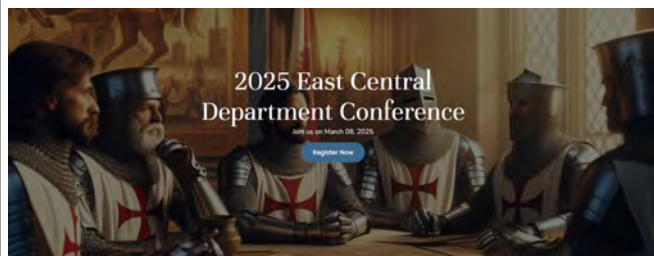 2025 East Central
Department Conference
Join us on March 08, 2025
Register Now